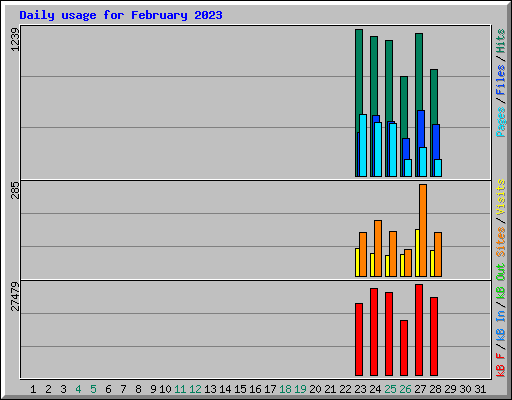 Daily usage for February 2023
1239
285
27479
Pages/Files/Hits
Sites/Visits
kB F/kB In/kB Out
1 2 3 4 5 6 7 8 9 10 11 12 13 14 15 16 17 18 19 20 21 22 23 24 25 26 27 28 29 30 31